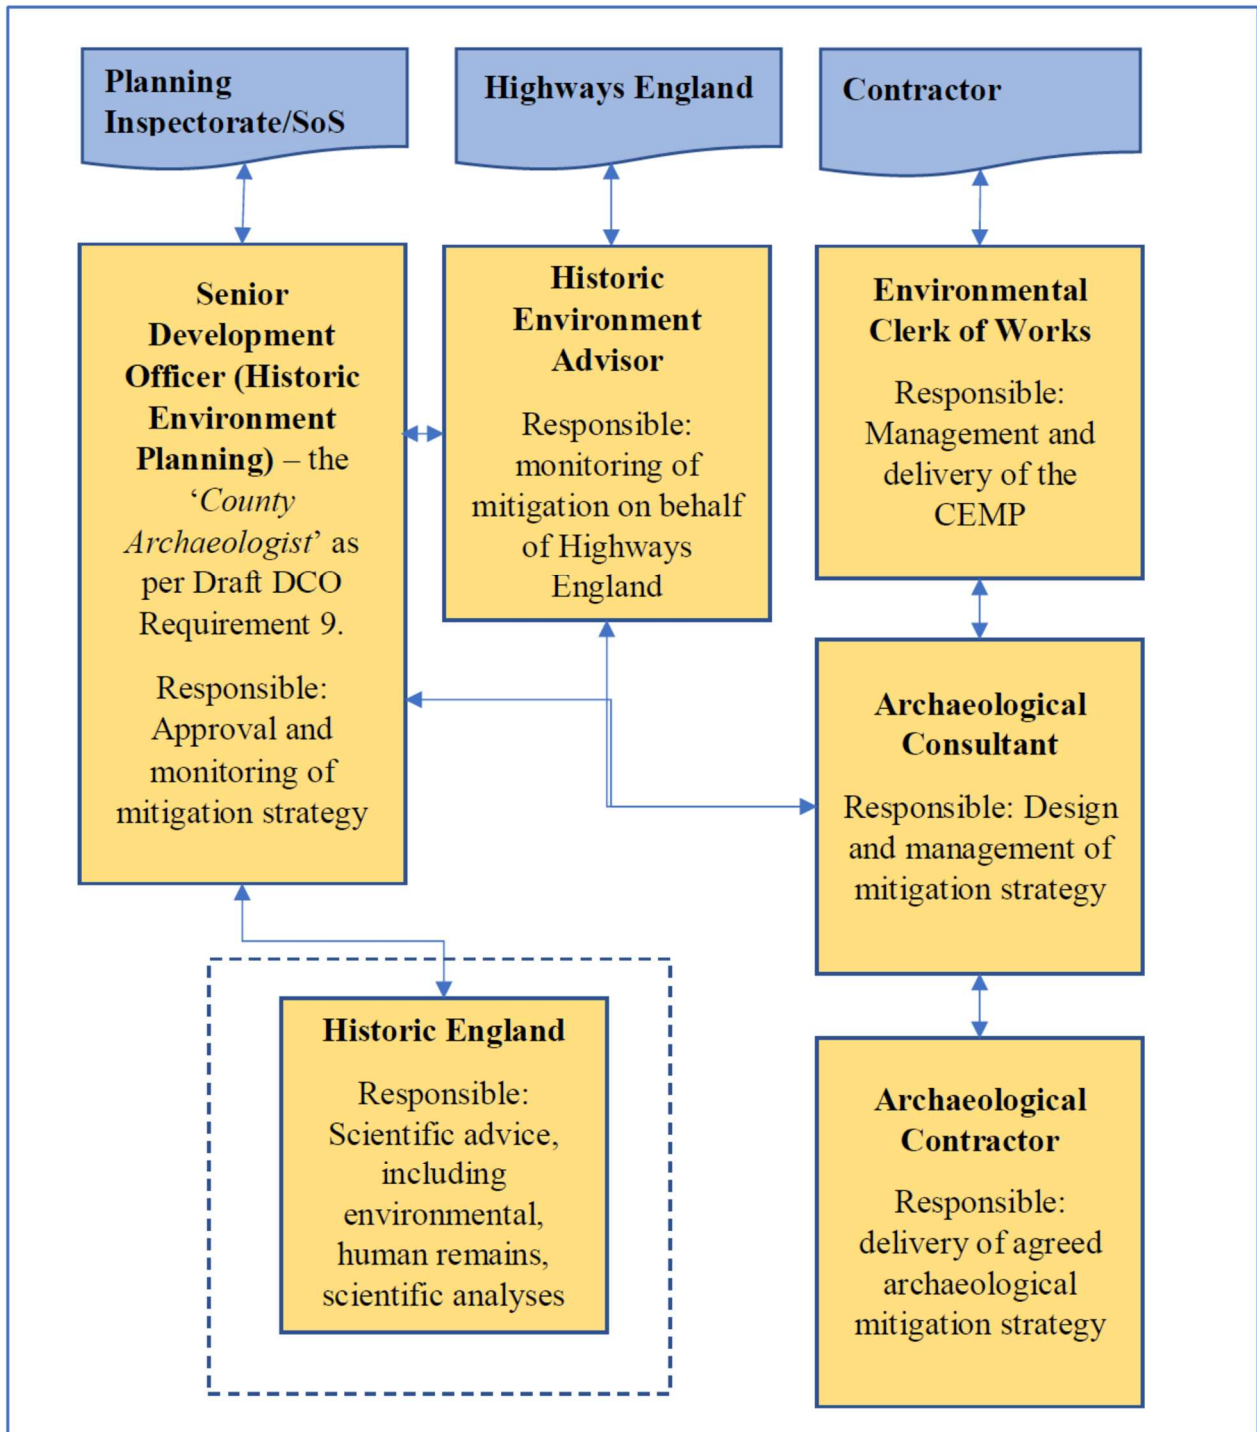 Planning
Inspectorate/SoS
Highways England
Contractor
Senior
Development
Officer (Historic
Environment
Planning) – the
‘County
Archaeologist’ as
per Draft DCO
Requirement 9.
Responsible:
Approval and
monitoring of
mitigation strategy
Historic
Environment
Advisor
Responsible:
monitoring of
mitigation on behalf
of Highways
England
Environmental
Clerk of Works
Responsible:
Management and
delivery of the
CEMP
Archaeological
Consultant
Responsible: Design
and management of
mitigation strategy
Historic England
Responsible:
Scientific advice,
including
environmental,
human remains,
scientific analyses
Archaeological
Contractor
Responsible:
delivery of agreed
archaeological
mitigation strategy